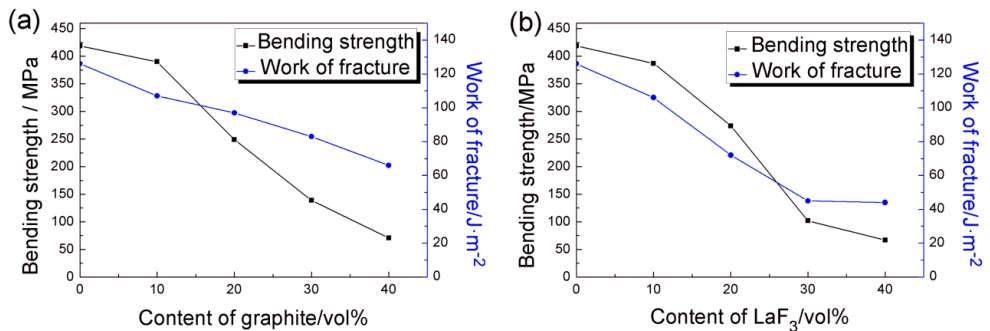 (a)
Bending strength
Work of fracture
450
400
350
300
250
200
150
100
50
0
Bending strength / MPa
140
120
100
80
60
40
20
0
Work of fracture/J·m-2
0 10 20 30 40
Content of graphite/vol%
(b)
Bending strength
Work of fracture
450
400
350
300
250
200
150
100
50
0
Bending strength/MPa
140
120
100
80
60
40
20
0
Work of fracture/J·m-2
0 10 20 30 40
Content of LaF3/vol%